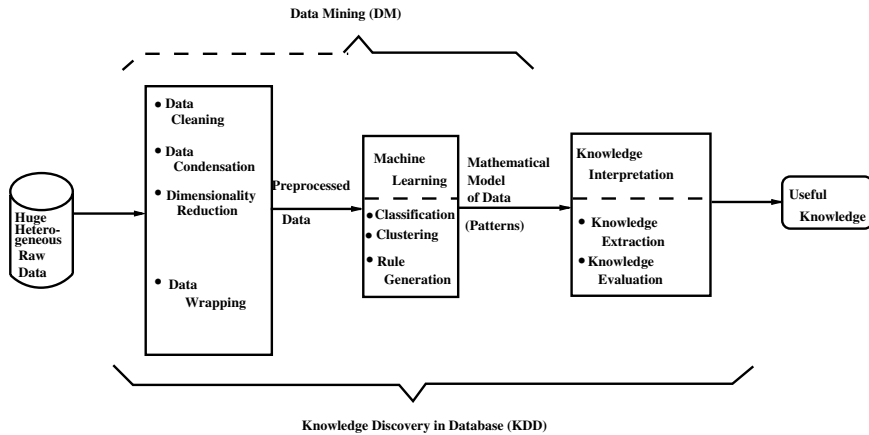 Data Mining (DM)
Huge
Hetero-
geneous
Raw
Data
• Data
Cleaning
• Data
Condensation
• Dimensionality
Reduction
• Data
Wrapping
Preprocessed
Data
Machine
Learning
• Classification
• Clustering
• Rule
Generation
Mathematical
Model
of Data
(Patterns)
Knowledge
Interpretation
• Knowledge
Extraction
• Knowledge
Evaluation
Useful
Knowledge
Knowledge Discovery in Database (KDD)